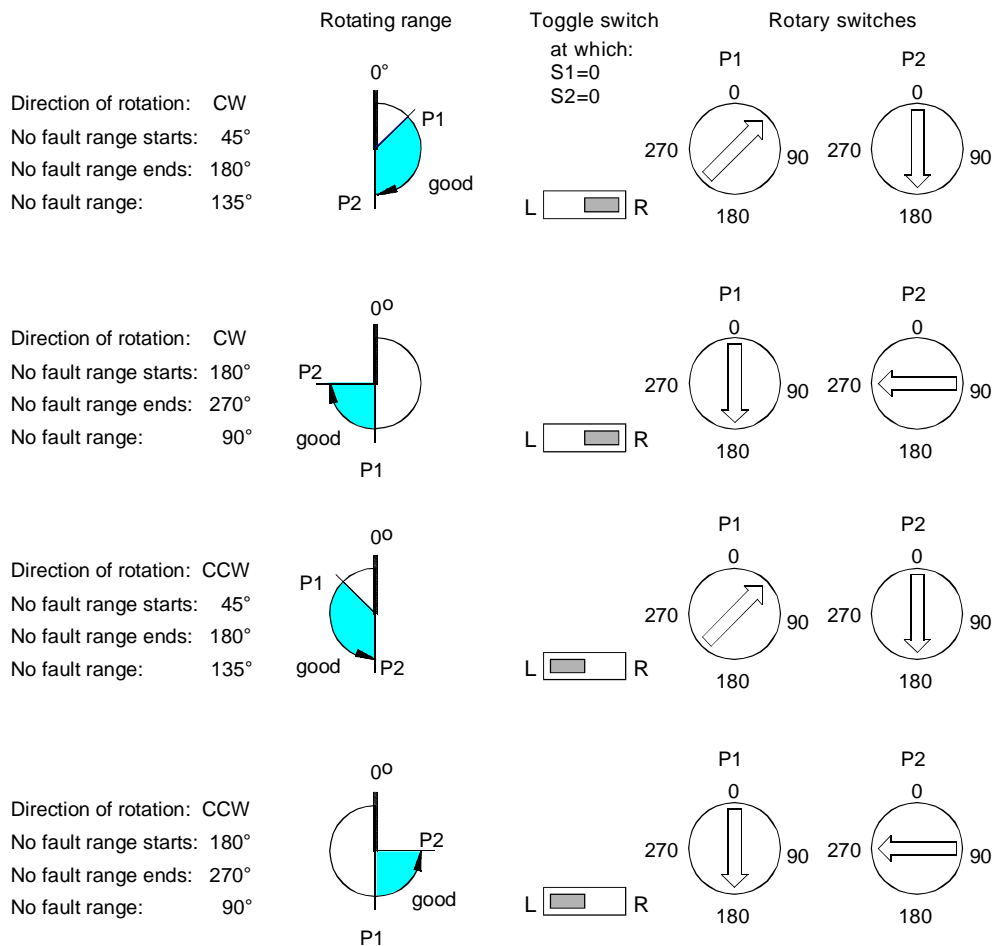 Rotating range Toggle switch Rotary switches
at which:
S1=0
S2=0
0°
P1 P2
0 0
Direction of rotation: CW
No fault range starts: 45°
No fault range ends: 180°
No fault range: 135°
P1
good
P2
L R
270 90 270 90
180 180
0º
P1 P2
0 0
Direction of rotation: CW
No fault range starts: 180°
No fault range ends: 270°
No fault range: 90°
P2
good
P1
L R
270 90 270 90
180 180
0º
P1 P2
0 0
Direction of rotation: CCW
No fault range starts: 45°
No fault range ends: 180°
No fault range: 135°
P1
good
P2
L R
270 90 270 90
180 180
0º
P1 P2
0 0
Direction of rotation: CCW
No fault range starts: 180°
No fault range ends: 270°
No fault range: 90°
P2
good
P1
L R
270 90 270 90
180 180